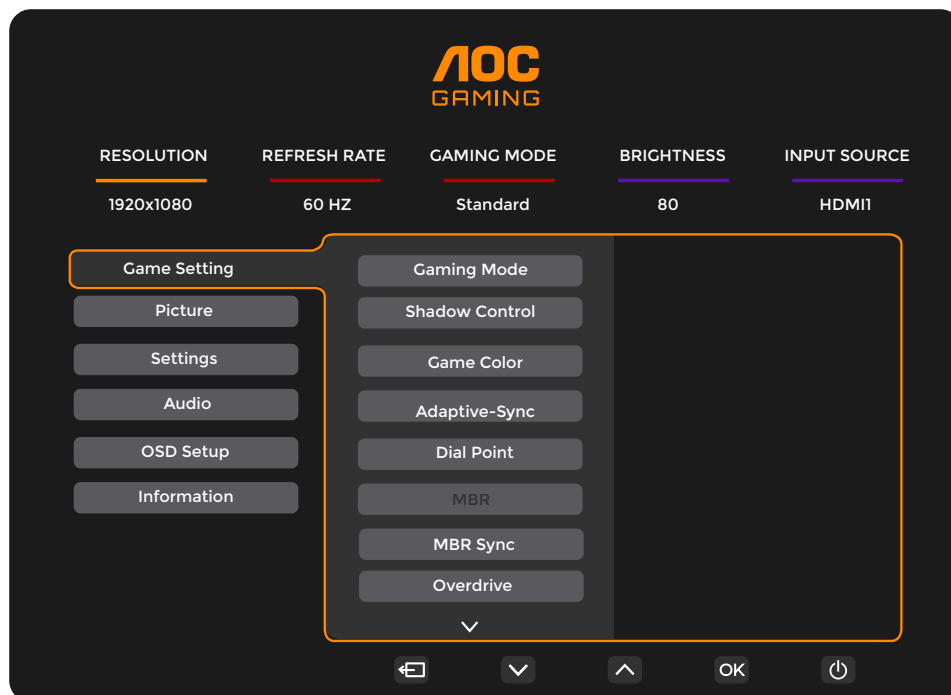 AOC
GAMING
RESOLUTION REFRESH RATE GAMING MODE BRIGHTNESS INPUT SOURCE
1920x1080 60 HZ Standard 80 HDMI1
Game Setting
Picture
Settings
Audio
OSD Setup
Information
Gaming Mode
Shadow Control
Game Color
Adaptive-Sync
Dial Point
MBR
MBR Sync
Overdrive
OK